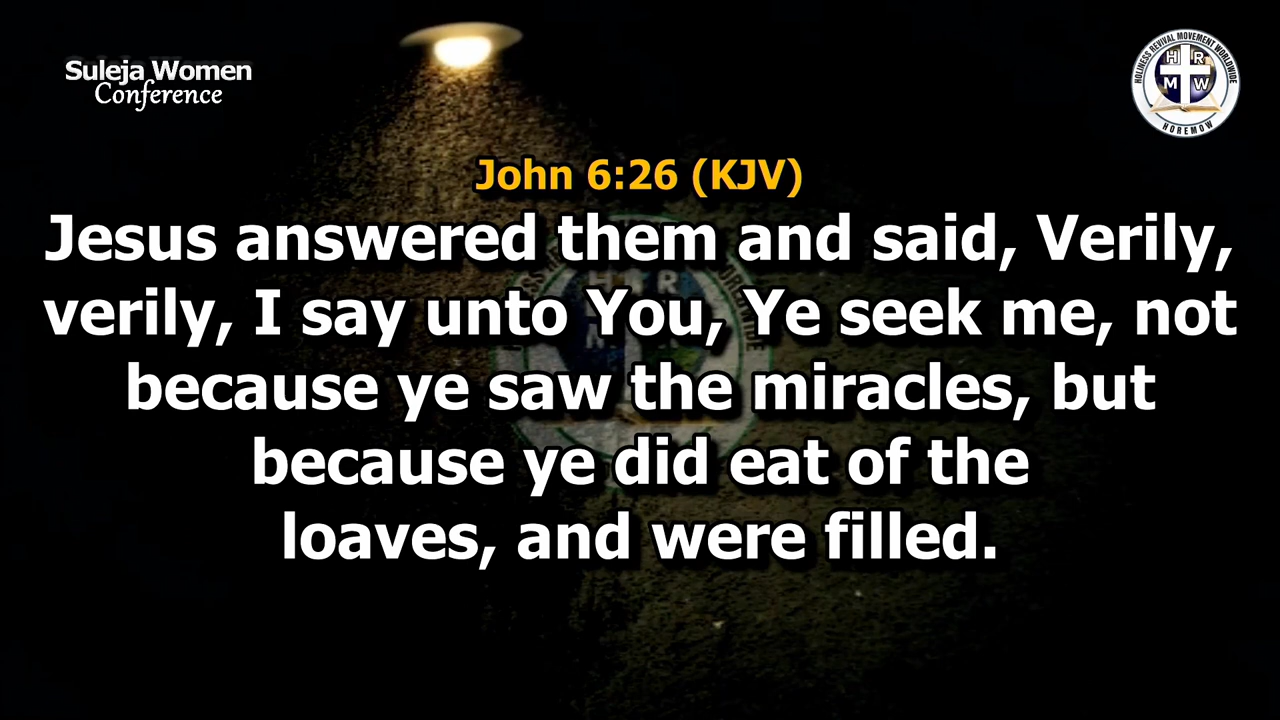 Suleja Women
Conference
HOLINESS REVIVAL MOVEMENT WORLDWIDE
H R
M W
HOREMOW
John 6:26 (KJV)
Jesus answered them and said, Verily,
verily, I say unto You, Ye seek me, not
because ye saw the miracles, but
because ye did eat of the
loaves, and were filled.